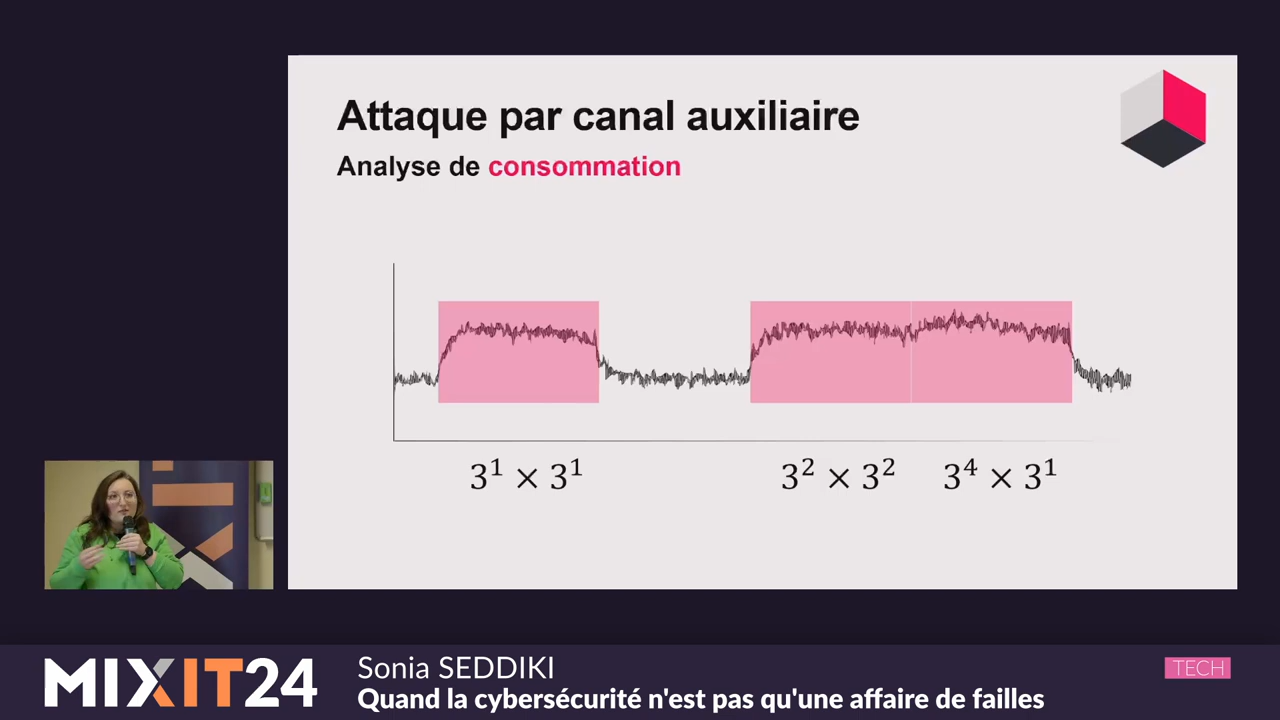 Attaque par canal auxiliaire
Analyse de consommation
3¹ × 3¹
3² × 3²
3⁴ × 3¹
MIXIT24
Sonia SEDDIKI
TECH
Quand la cybersécurité n'est pas qu'une affaire de failles